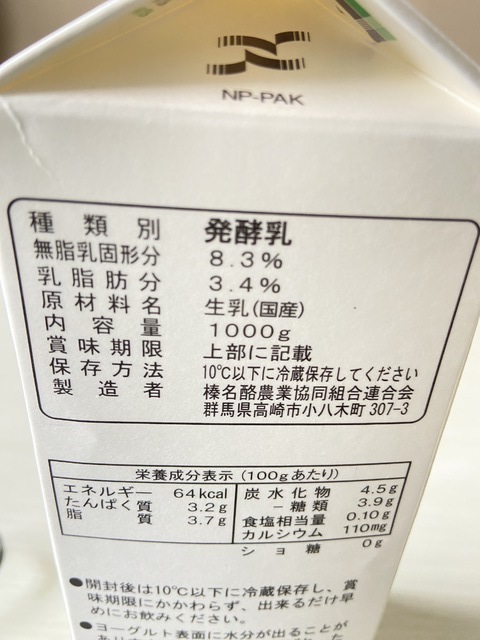 NP-PAK
種類別 発酵乳
無脂乳固形分 8.3%
乳脂肪分 3.4%
原材料名 生乳(国産)
内容量 1000g
賞味期限 上部に記載
保存方法 10℃以下に冷蔵保存してください
製造者 榛名酪農業協同組合連合会
群馬県高崎市小八木町 307-3
栄養成分表示(100gあたり)
エネルギー 64kcal
たんぱく質 3.2g
脂質 3.7g
炭水化物 4.5g
-糖類 3.9g
食塩相当量 0.10g
カルシウム 110mg
ショ糖 0g
●開封後は10℃以下に冷蔵保存し、賞
味期限にかかわらず、出来るだけ早
めにお飲みください。
●ヨーグルト表面に水分が出ることが